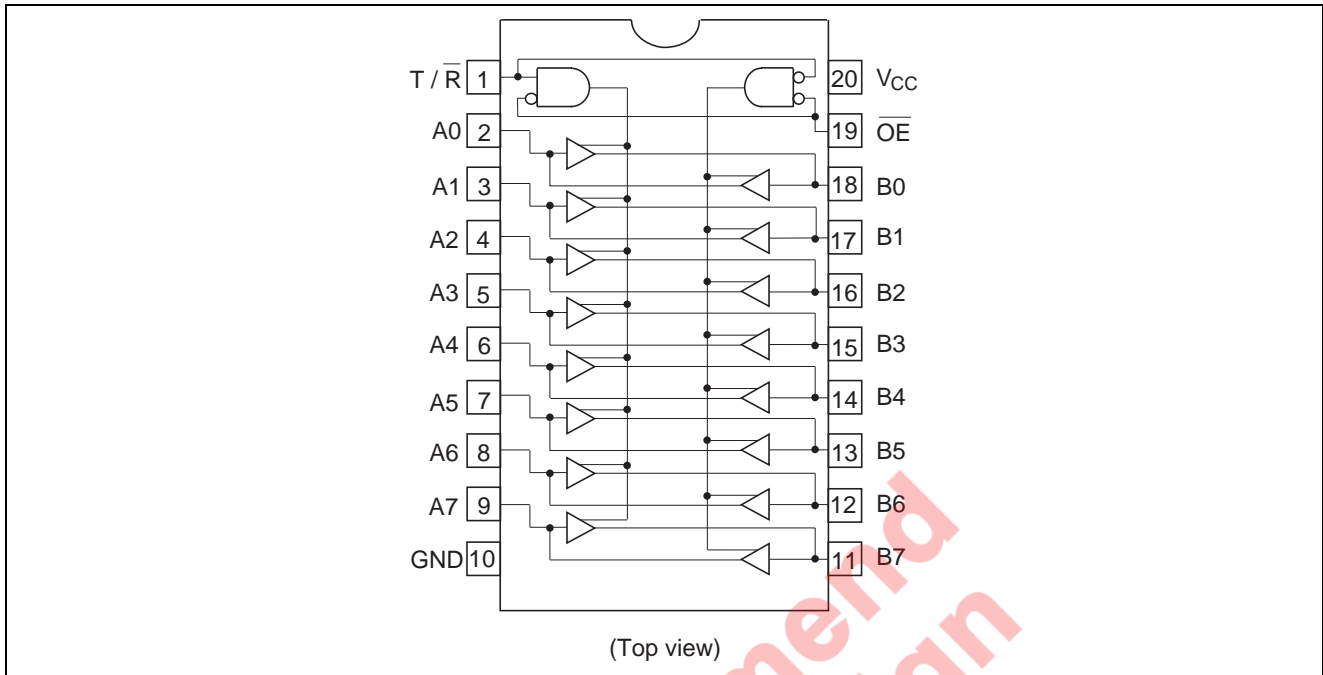 T / R̅ 1
A0 2
A1 3
A2 4
A3 5
A4 6
A5 7
A6 8
A7 9
GND 10
20 VCC
19 O̅E̅
18 B0
17 B1
16 B2
15 B3
14 B4
13 B5
12 B6
11 B7
(Top view)